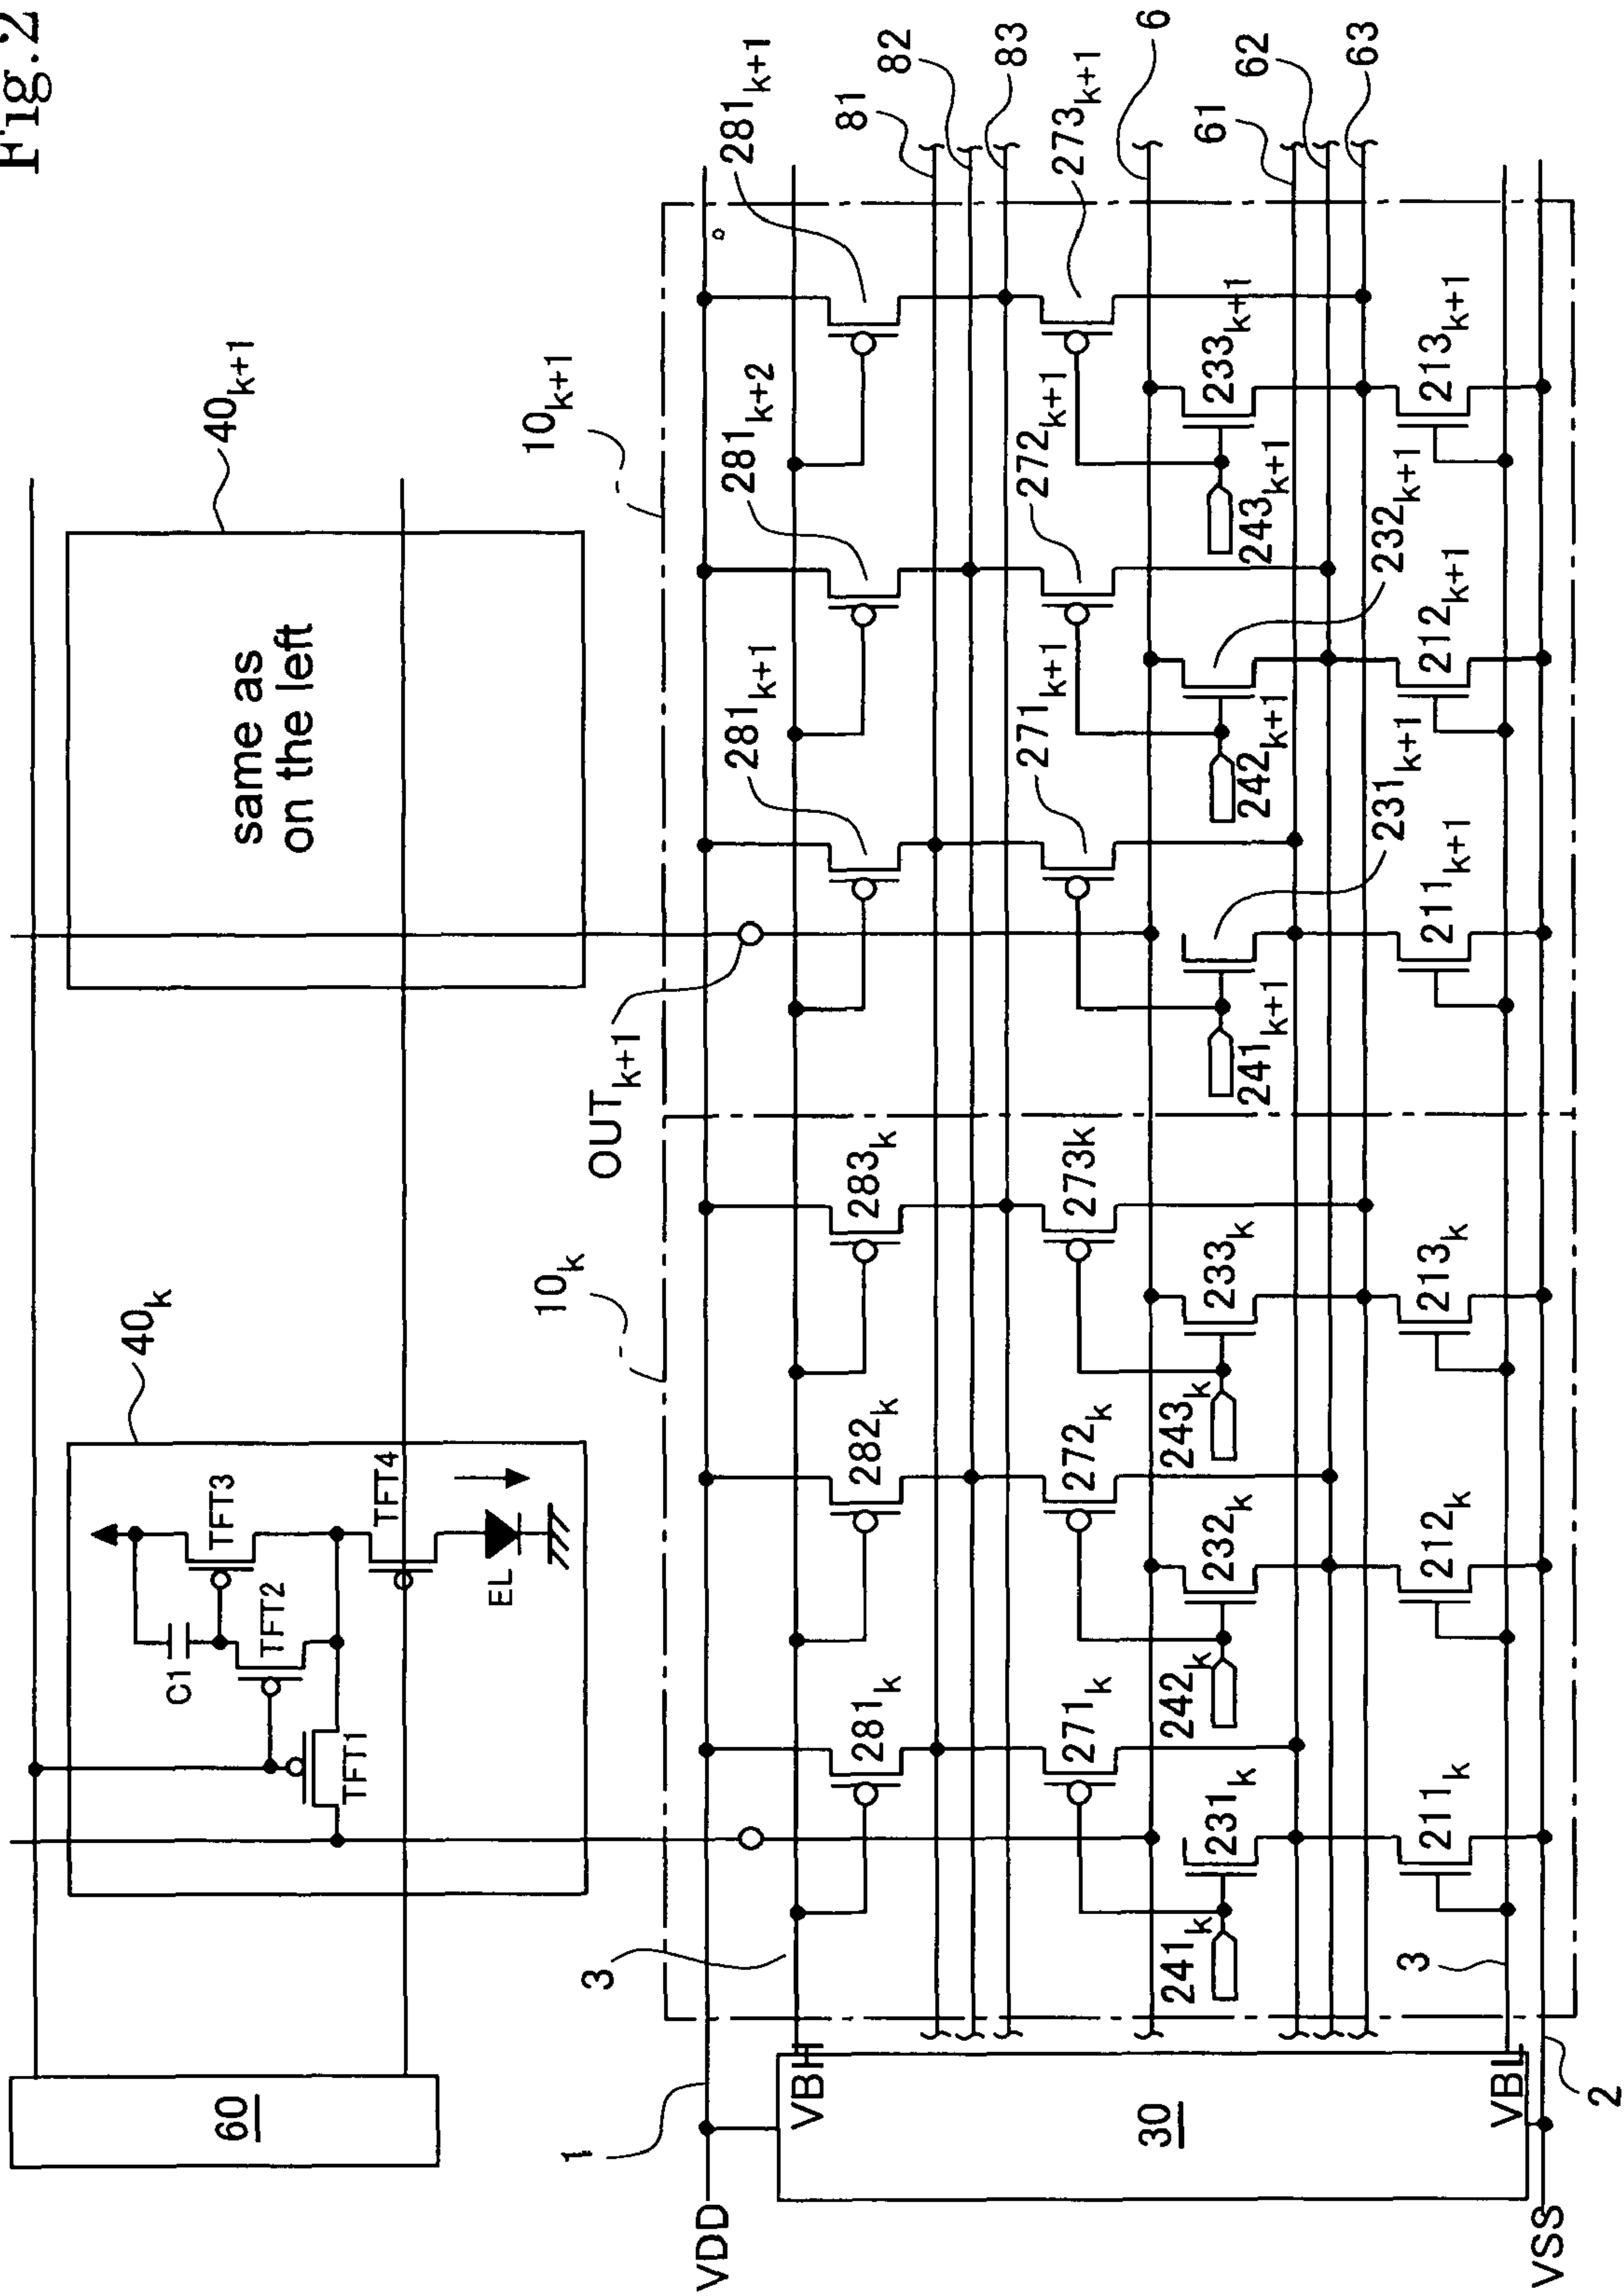 Fig.2
60
40k
C1
TFT3
TFT2
TFT1
TFT4
EL
40k+1
same as
on the left
OUTk+1
10k
10k+1
VDD
1
VBH
3
30
VBL
3
VSS
2
281k
282k
283k
281k+1
281k+2
281k+1
81
82
83
271k
272k
273k
271k+1
272k+1
273k+1
6
241k
231k
242k
232k
243k
233k
241k+1
231k+1
242k+1
232k+1
243k+1
233k+1
61
62
63
211k
212k
213k
211k+1
212k+1
213k+1